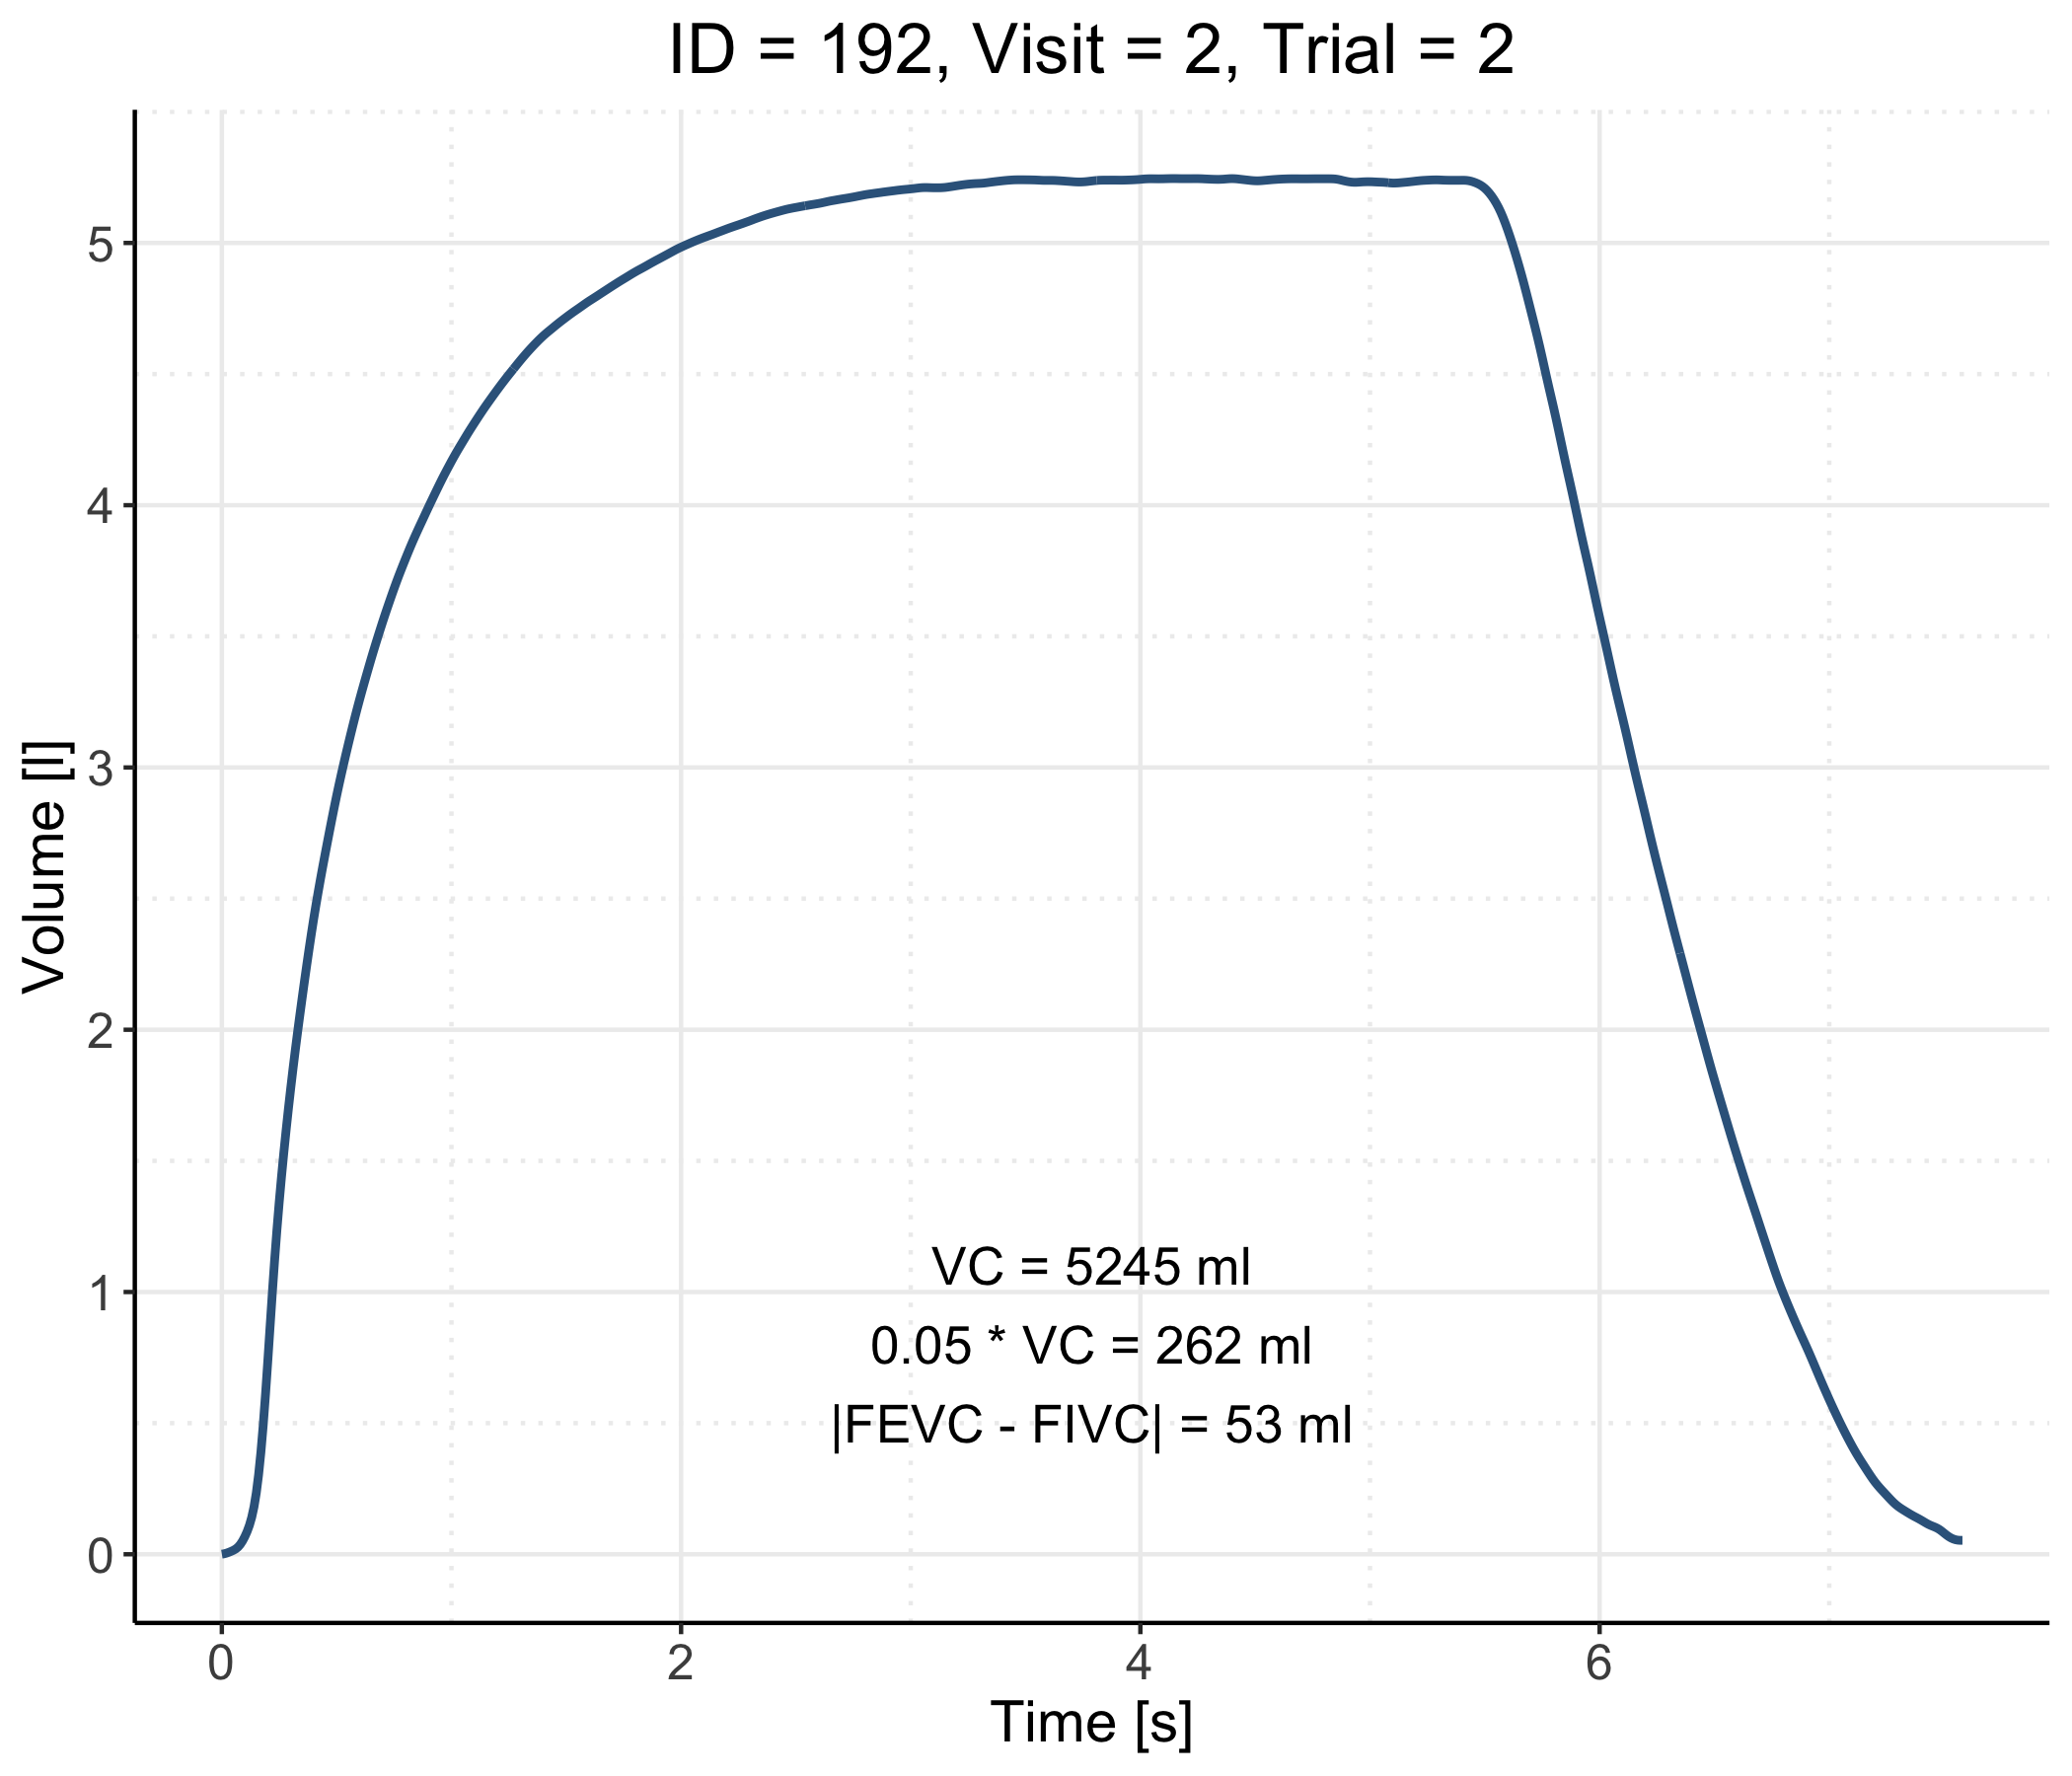 ID = 192, Visit = 2, Trial = 2
Volume [l]
5
4
3
2
1
0
VC = 5245 ml
0.05 * VC = 262 ml
|FEVC - FIVC| = 53 ml
0 2 4 6
Time [s]